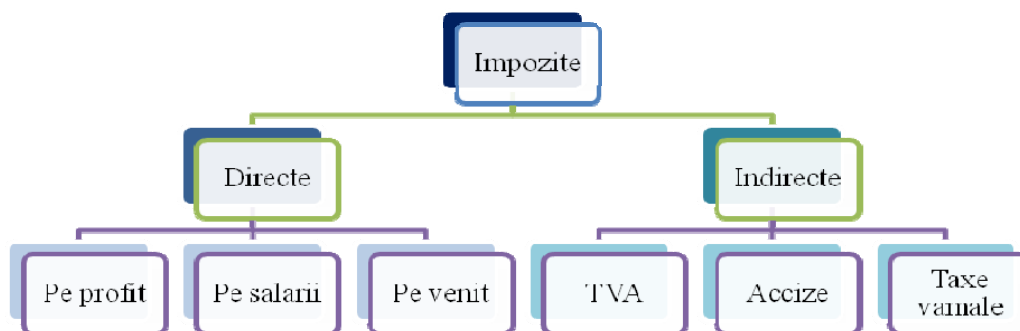 Impozite
Directe
Indirecte
Pe profit
Pe salarii
Pe venit
TVA
Accize
Taxe
vamale